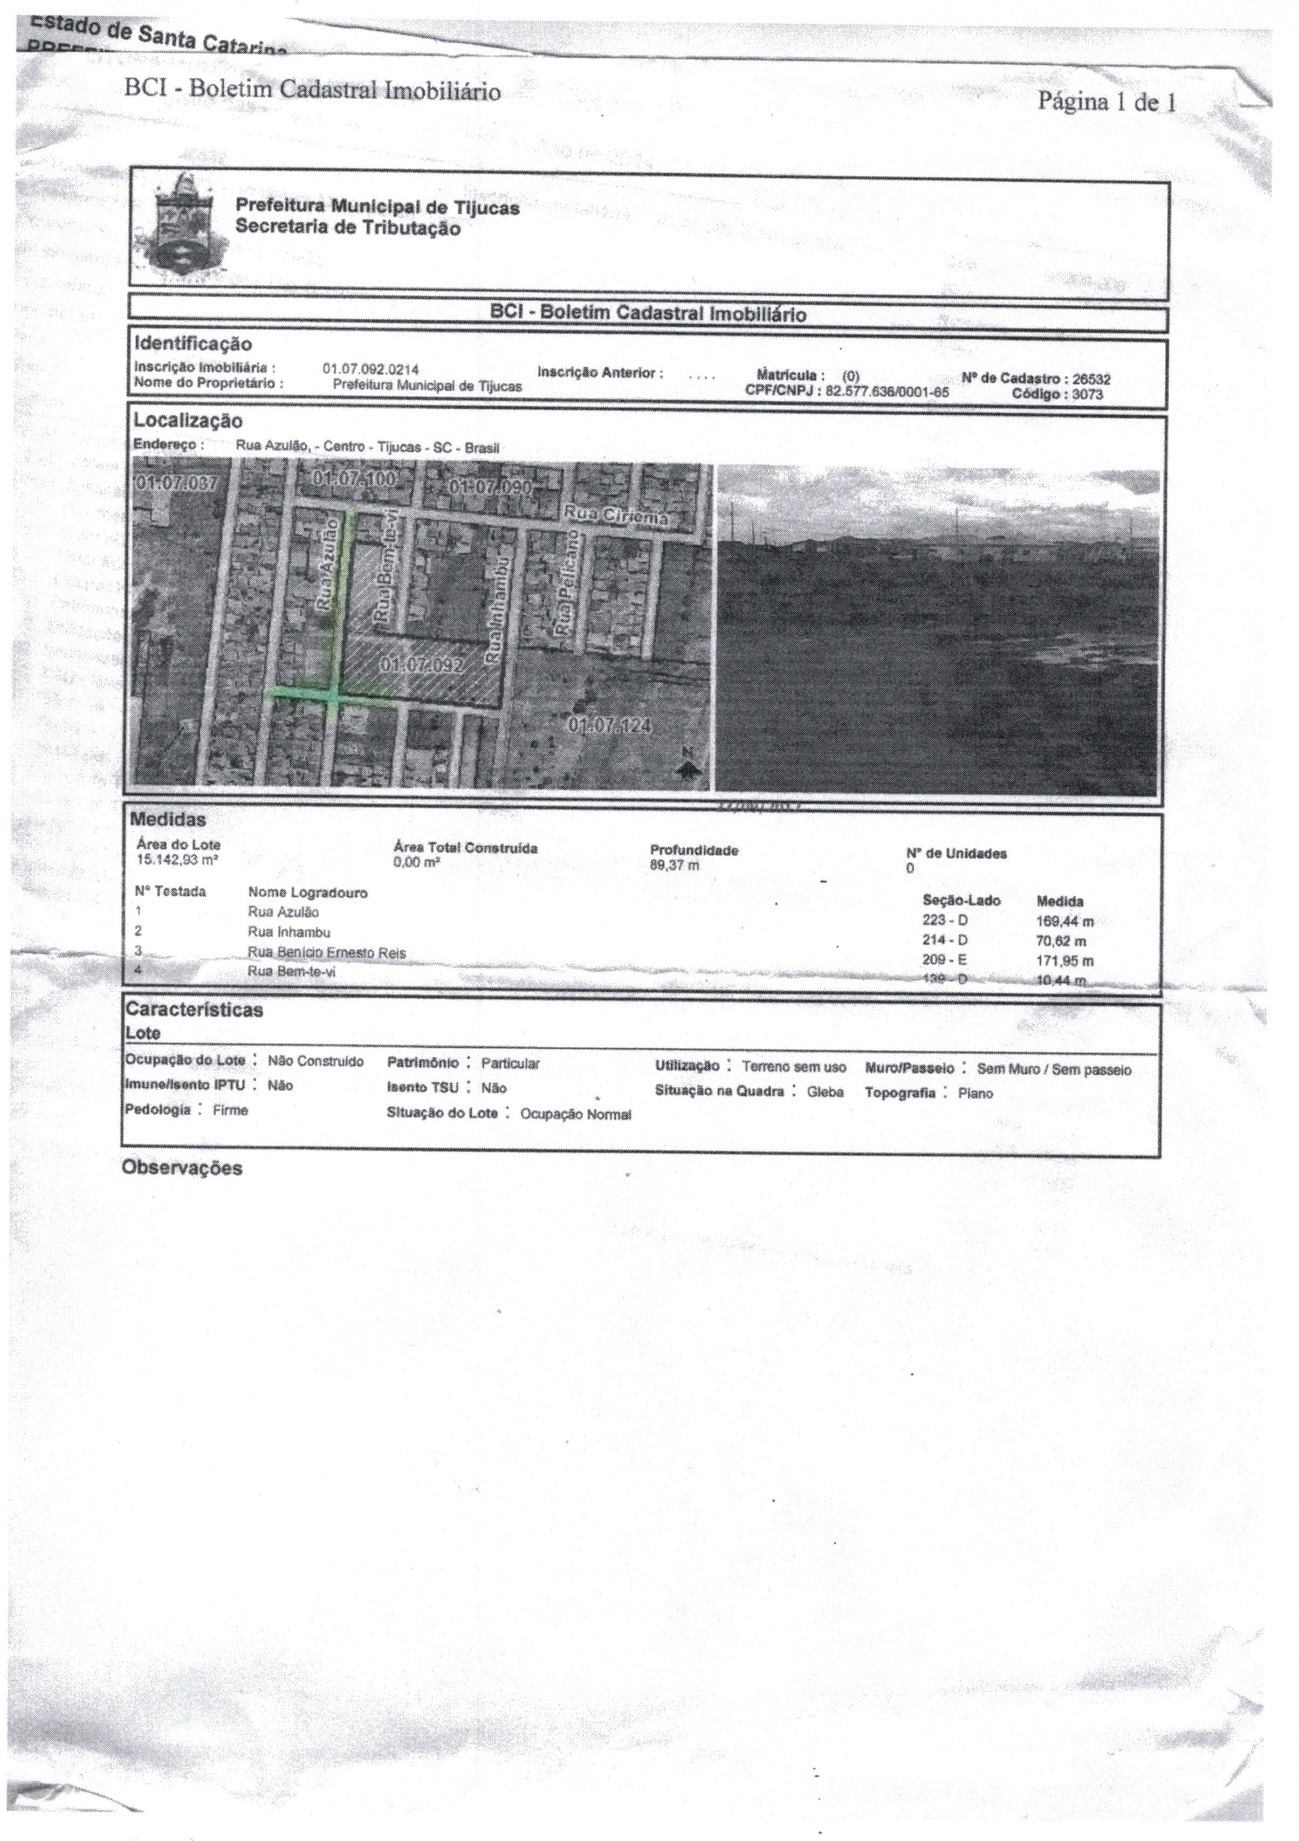 Estado de Santa Catarina
BCI - Boletim Cadastral Imobiliário
Página 1 de 1
Prefeitura Municipal de Tijucas
Secretaria de Tributação
BCI - Boletim Cadastral Imobiliário
Identificação
Inscrição Imobiliária : 01.07.092.0214 Inscrição Anterior : .... Matrícula : (0) Nº de Cadastro : 26532
Nome do Proprietário : Prefeitura Municipal de Tijucas CPF/CNPJ : 82.577.636/0001-65 Código : 3073
Localização
Endereço : Rua Azulão, - Centro - Tijucas - SC - Brasil
01.07.087 01.07.100 01.07.090
Rua Ciriema
Rua Azulão
Rua Bem-te-vi
Rua Inhambu
Rua Pelicano
01.07.092
01.07.124
N
Medidas
Área do Lote Área Total Construída Profundidade Nº de Unidades
15.142,93 m² 0,00 m² 89,37 m 0
Nº Testada Nome Logradouro Seção-Lado Medida
1 Rua Azulão 223 - D 169,44 m
2 Rua Inhambu 214 - D 70,62 m
3 Rua Benício Ernesto Reis 209 - E 171,95 m
4 Rua Bem-te-vi 139 - D 10,44 m
Características
Lote
Ocupação do Lote : Não Construído Patrimônio : Particular Utilização : Terreno sem uso Muro/Passeio : Sem Muro / Sem passeio
Imune/Isento IPTU : Não Isento TSU : Não Situação na Quadra : Gleba Topografia : Plano
Pedologia : Firme Situação do Lote : Ocupação Normal
Observações